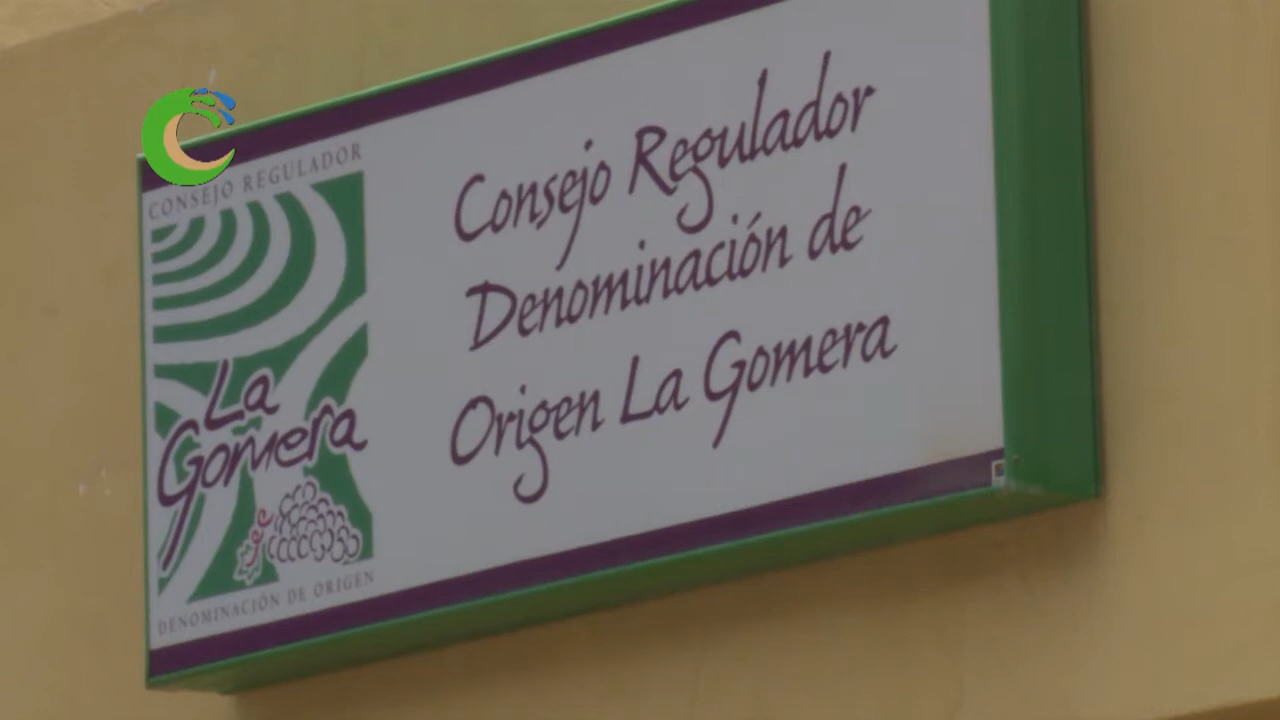 CONSEJO REGULADOR
La
Gomera
DENOMINACIÓN DE ORIGEN
Consejo Regulador
Denominación de
Origen La Gomera